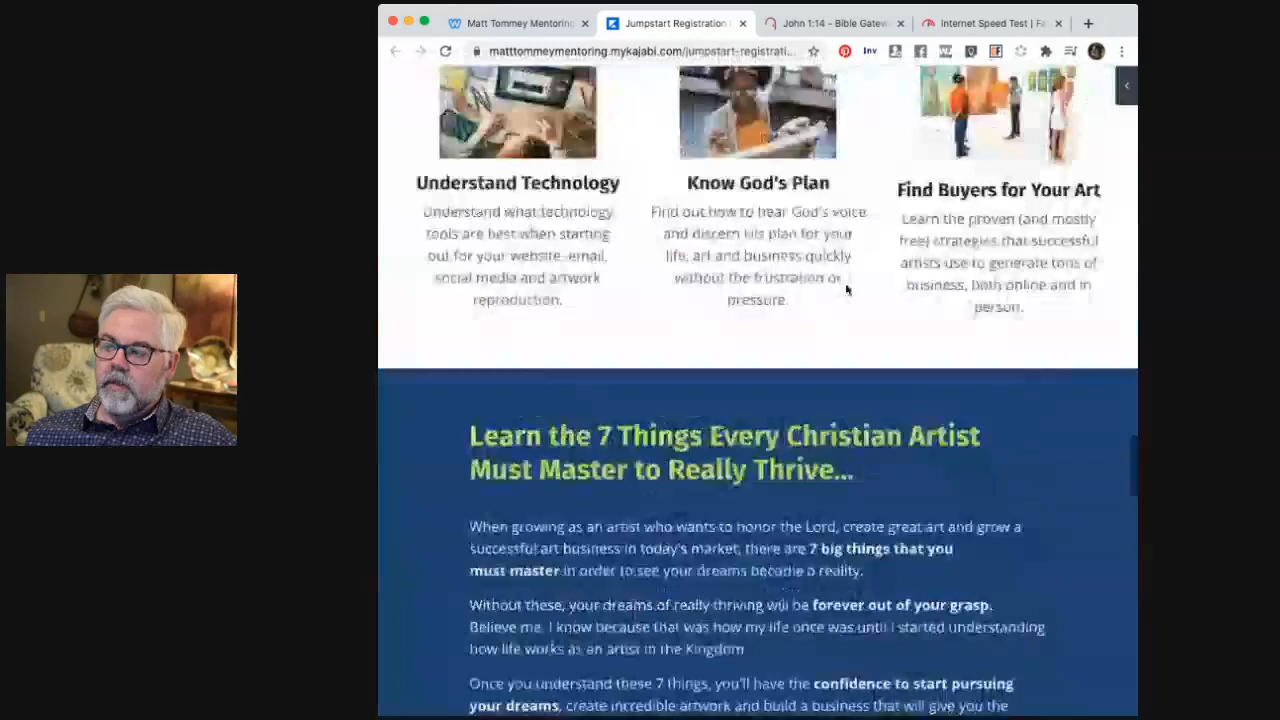 Matt Tommey Mentoring
Jumpstart Registration
John 1:14 - Bible Gatew
Internet Speed Test | Fa
matttommeymentoring.mykajabi.com/jumpstart-registrati...
Inv
Understand Technology
Understand what technology
tools are best when starting
out for your website, email,
social media and artwork
reproduction.
Know God's Plan
Find out how to hear God's voice
and discern His plan for your
life, art and business quickly
without the frustration or
pressure.
Find Buyers for Your Art
Learn the proven (and mostly
free) strategies that successful
artists use to generate tons of
business, both online and in
person.
Learn the 7 Things Every Christian Artist
Must Master to Really Thrive...
When growing as an artist who wants to honor the Lord, create great art and grow a
successful art business in today's market, there are 7 big things that you
must master in order to see your dreams become a reality.
Without these, your dreams of really thriving will be forever out of your grasp.
Believe me, I know because that was how my life once was until I started understanding
how life works as an artist in the Kingdom
Once you understand these 7 things, you'll have the confidence to start pursuing
your dreams, create incredible artwork and build a business that will give you the